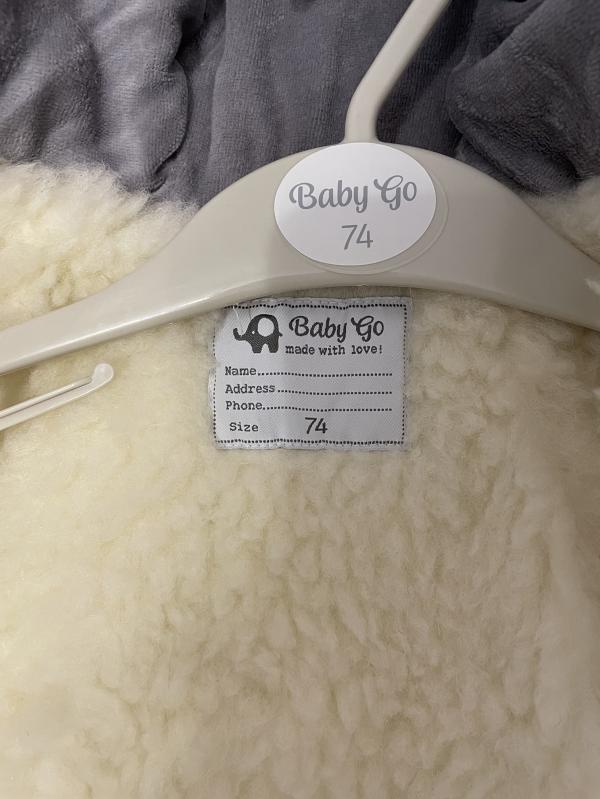 Baby Go
74
Baby Go
made with love!
Name......................................
Address.................................
Phone.....................................
Size 74